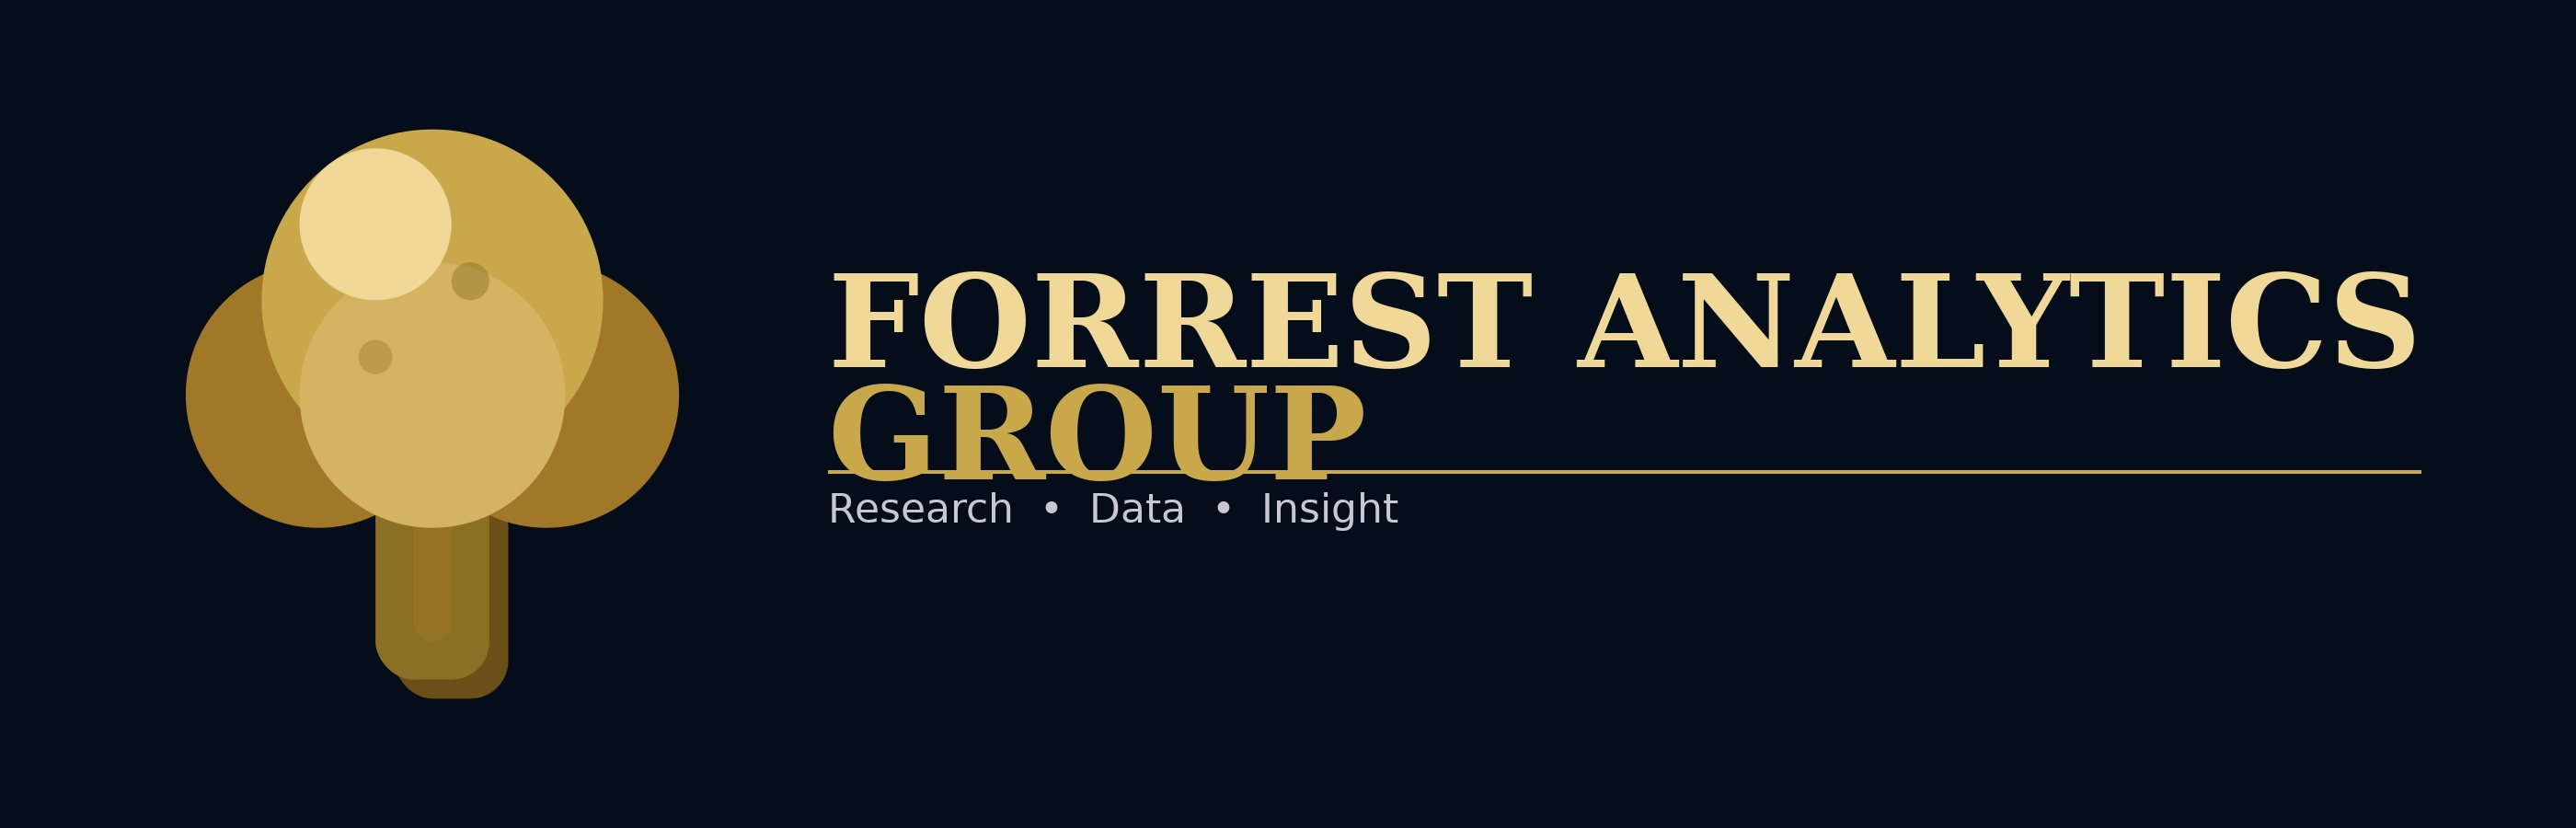 FORREST ANALYTICS
GROUP
Research • Data • Insight